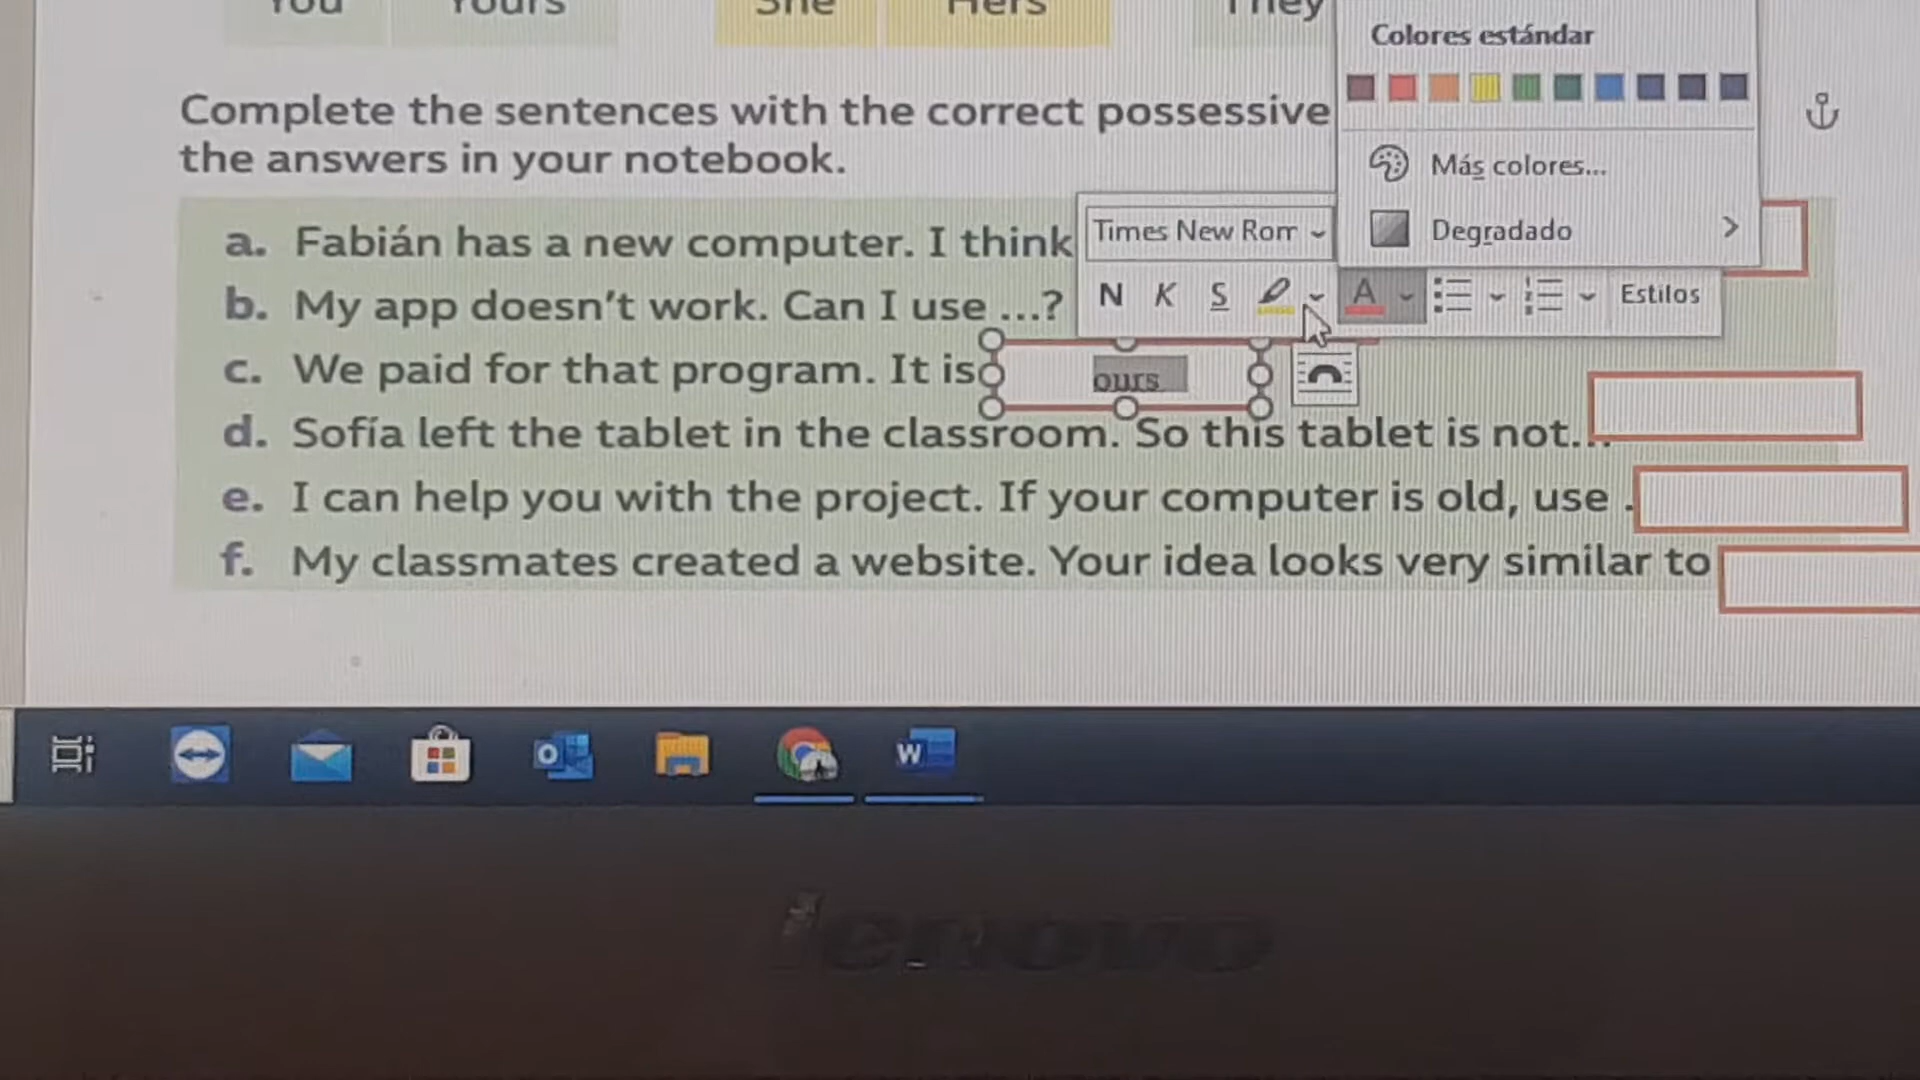 You Yours She Hers They
Colores estándar
Complete the sentences with the correct possessive
the answers in your notebook.
Más colores...
Degradado
Times New Rom
N K S A Estilos
a. Fabián has a new computer. I think
b. My app doesn't work. Can I use ...?
c. We paid for that program. It is
ours
d. Sofía left the tablet in the classroom. So this tablet is not...
e. I can help you with the project. If your computer is old, use .
f. My classmates created a website. Your idea looks very similar to
O
W
lenovo